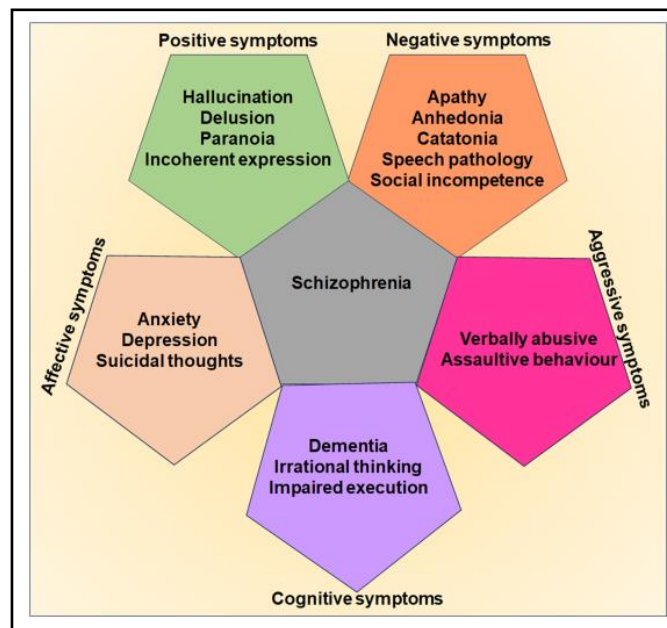 Positive symptoms
Hallucination
Delusion
Paranoia
Incoherent expression
Negative symptoms
Apathy
Anhedonia
Catatonia
Speech pathology
Social incompetence
Schizophrenia
Affective symptoms
Anxiety
Depression
Suicidal thoughts
Aggressive symptoms
Verbally abusive
Assaultive behaviour
Dementia
Irrational thinking
Impaired execution
Cognitive symptoms